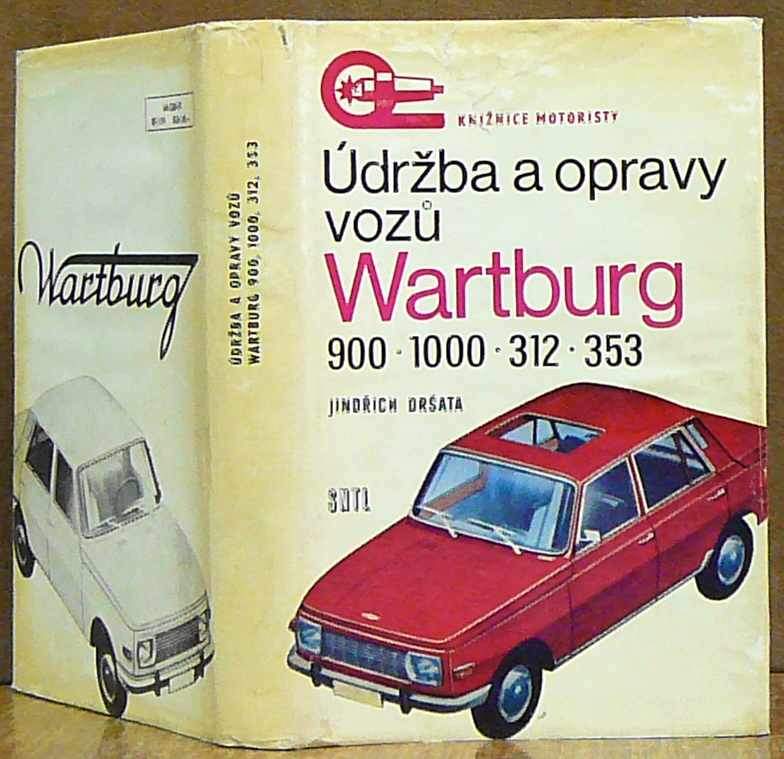 KNIŽNICE MOTORISTY
Údržba a opravy
vozů
Wartburg
900 · 1000 · 312 · 353
JINDŘICH DRŠATA
SNTL
ÚDRŽBA A OPRAVY VOZŮ
WARTBURG 900, 1000, 312, 353
Wartburg